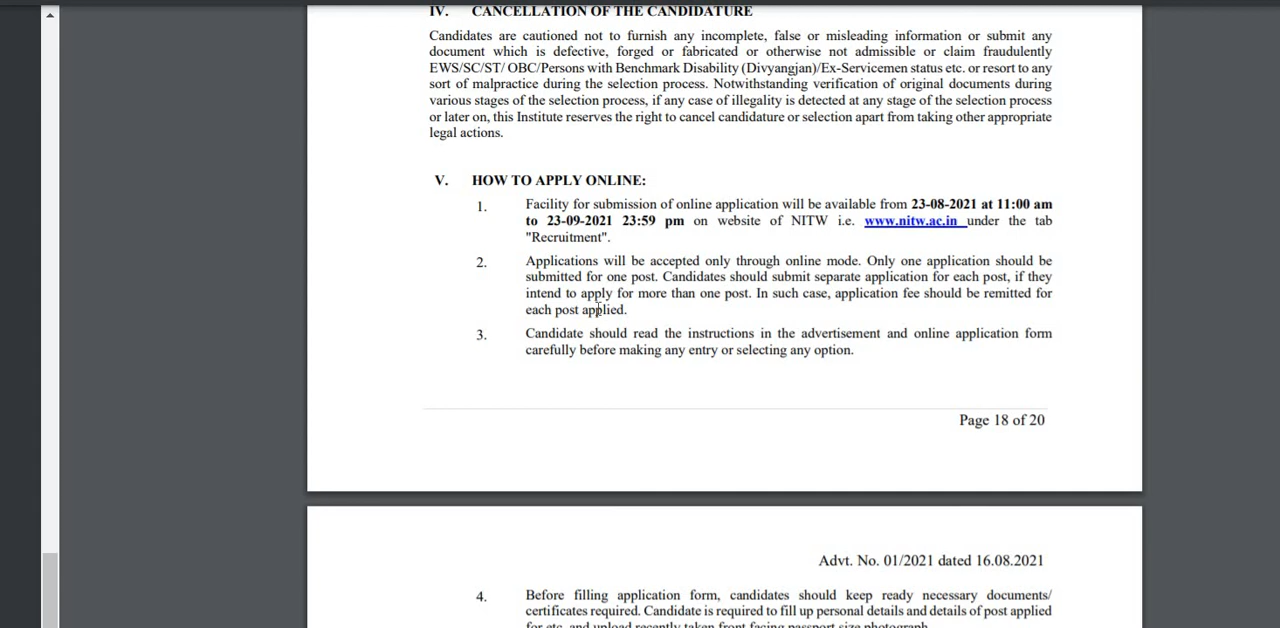 IV. CANCELLATION OF THE CANDIDATURE
Candidates are cautioned not to furnish any incomplete, false or misleading information or submit any
document which is defective, forged or fabricated or otherwise not admissible or claim fraudulently
EWS/SC/ST/ OBC/Persons with Benchmark Disability (Divyangjan)/Ex-Servicemen status etc. or resort to any
sort of malpractice during the selection process. Notwithstanding verification of original documents during
various stages of the selection process, if any case of illegality is detected at any stage of the selection process
or later on, this Institute reserves the right to cancel candidature or selection apart from taking other appropriate
legal actions.
V. HOW TO APPLY ONLINE:
1. Facility for submission of online application will be available from 23-08-2021 at 11:00 am
to 23-09-2021 23:59 pm on website of NITW i.e. www.nitw.ac.in under the tab
"Recruitment".
2. Applications will be accepted only through online mode. Only one application should be
submitted for one post. Candidates should submit separate application for each post, if they
intend to apply for more than one post. In such case, application fee should be remitted for
each post applied.
3. Candidate should read the instructions in the advertisement and online application form
carefully before making any entry or selecting any option.
Page 18 of 20
Advt. No. 01/2021 dated 16.08.2021
4. Before filling application form, candidates should keep ready necessary documents/
certificates required. Candidate is required to fill up personal details and details of post applied
for etc. and upload recently taken front facing passport size photograph